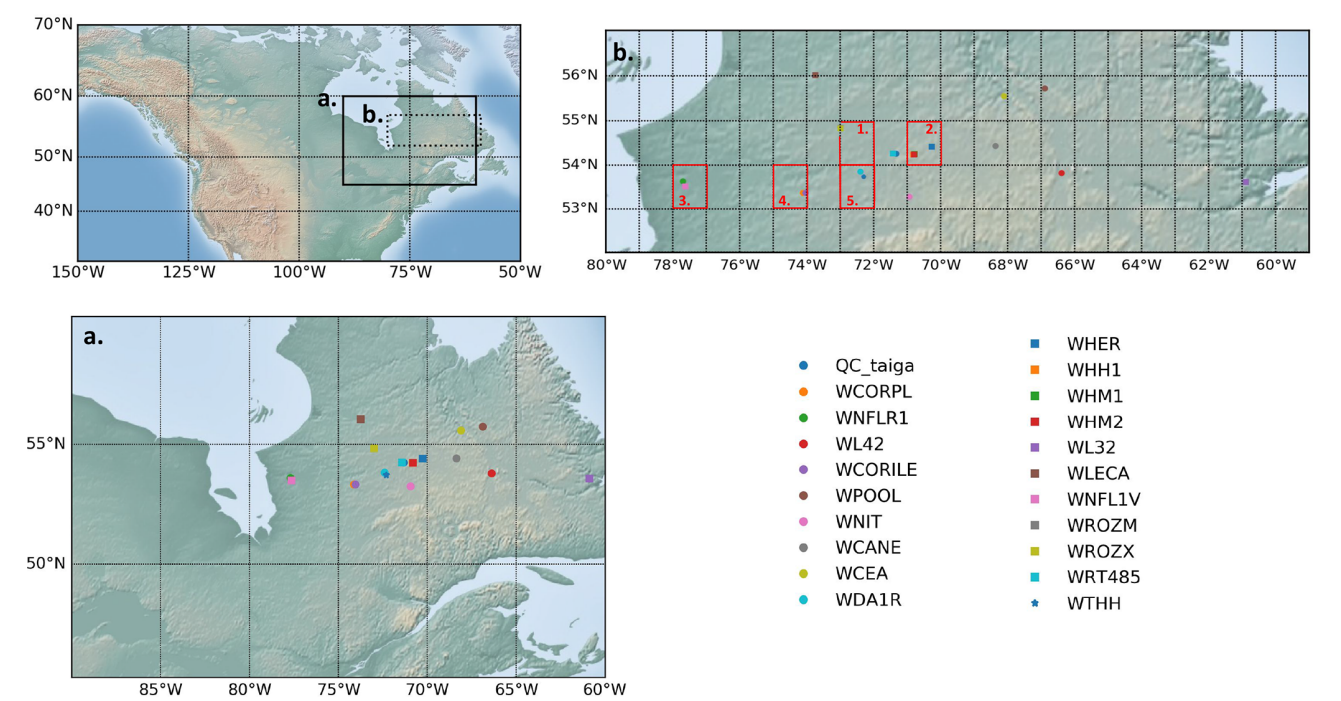 70°N
60°N
50°N
40°N
150°W 125°W 100°W 75°W 50°W
a.
b.
b.
56°N
55°N
54°N
53°N
1. 2.
3. 4. 5.
80°W 78°W 76°W 74°W 72°W 70°W 68°W 66°W 64°W 62°W 60°W
a.
55°N
50°N
85°W 80°W 75°W 70°W 65°W 60°W
QC_taiga
WCORPL
WNFLR1
WL42
WCORILE
WPOOL
WNIT
WCANE
WCEA
WDA1R
WHER
WHH1
WHM1
WHM2
WL32
WLECA
WNFL1V
WROZM
WROZX
WRT485
WTHH